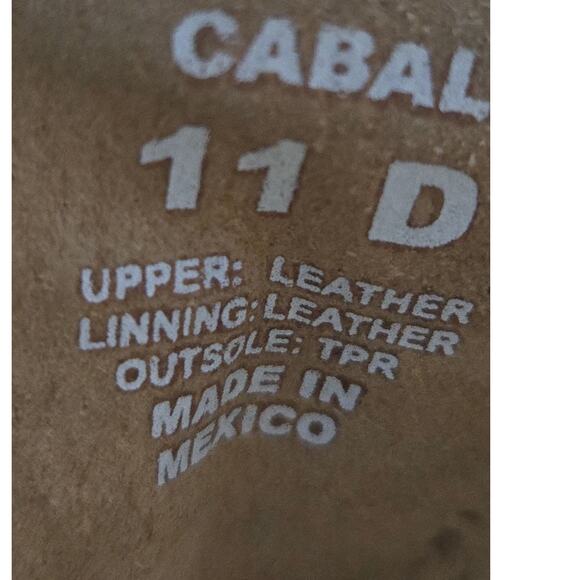 CABAL
11 D
UPPER: LEATHER
LINNING: LEATHER
OUTSOLE: TPR
MADE IN
MEXICO